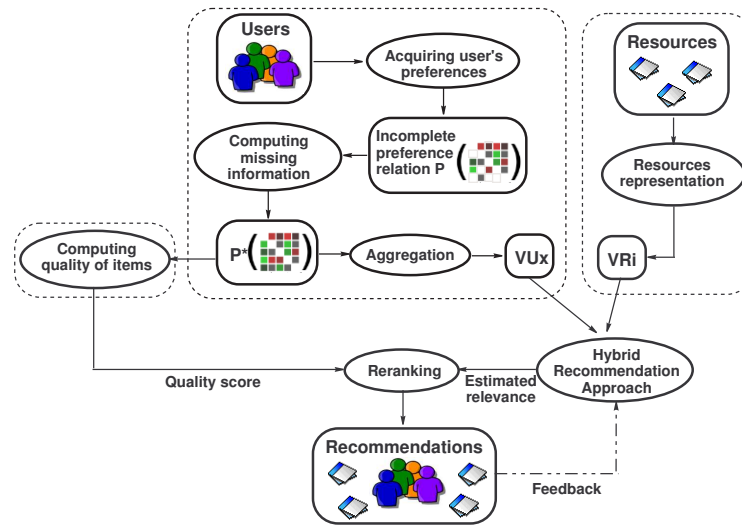 Users
Acquiring user's
preferences
Resources
Incomplete
preference
relation P
Computing
missing
information
Resources
representation
Computing
quality of items
P*
Aggregation
VUx
VRi
Hybrid
Recommendation
Approach
Reranking
Quality score
Estimated
relevance
Recommendations
Feedback